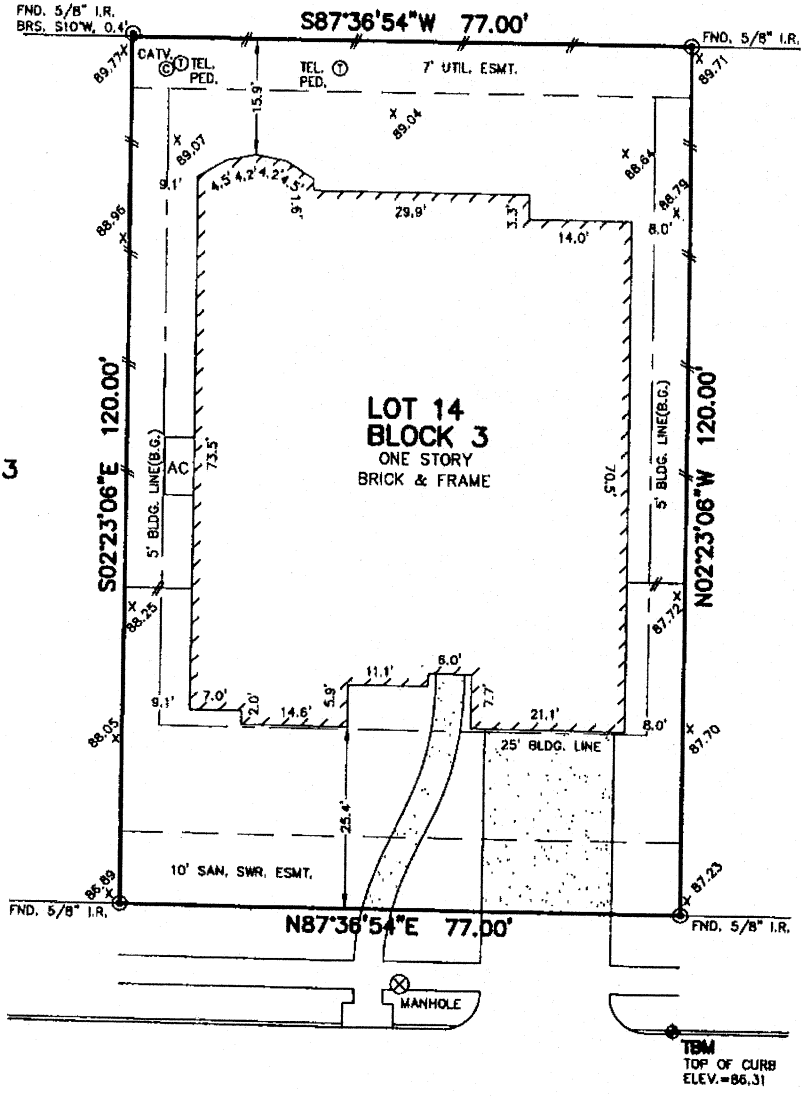 FND. 5/8" I.R.
BRS. S10°W, 0.4'
S87°36'54"W 77.00'
FND. 5/8" I.R.
89.77
CATV.
C
T
TEL.
PED.
TEL.
PED.
T
7' UTIL. ESMT.
89.71
15.9'
89.07
89.04
88.64
88.79
9.1'
4.5'
4.2'
4.2'
4.5'
1.6'
29.9'
3.3'
14.0'
8.0'
88.96
S02°23'06"E 120.00'
N02°23'06"W 120.00'
LOT 14
BLOCK 3
ONE STORY
BRICK & FRAME
3
73.5'
70.5'
AC
5' BLDG. LINE(B.G.)
5' BLDG. LINE(B.G.)
88.25
87.72
11.1'
6.0'
9.1'
7.0'
2.0'
14.6'
5.9'
7.7'
21.1'
8.0'
88.05
87.70
25' BLDG. LINE
25.4'
10' SAN. SWR. ESMT.
86.89
87.23
FND. 5/8" I.R.
N87°36'54"E 77.00'
FND. 5/8" I.R.
MANHOLE
TBM
TOP OF CURB
ELEV.=86.31